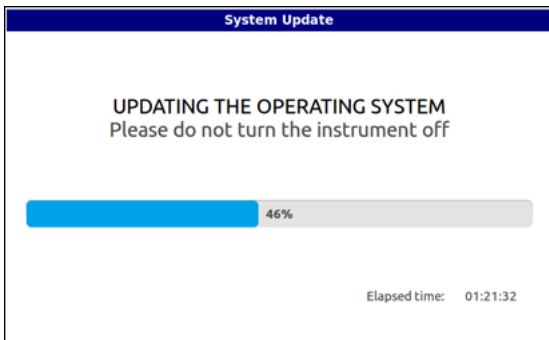 System Update
UPDATING THE OPERATING SYSTEM
Please do not turn the instrument off
46%
Elapsed time: 01:21:32